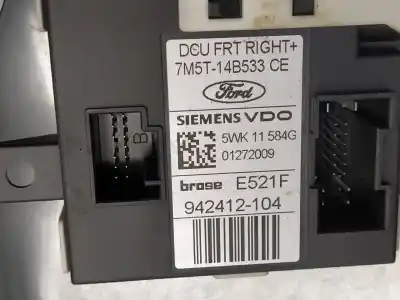 DCU FRT RIGHT+
7M5T-14B533 CE
Ford
SIEMENS VDO
5WK 11 584G
01272009
brose E521F
942412-104
B